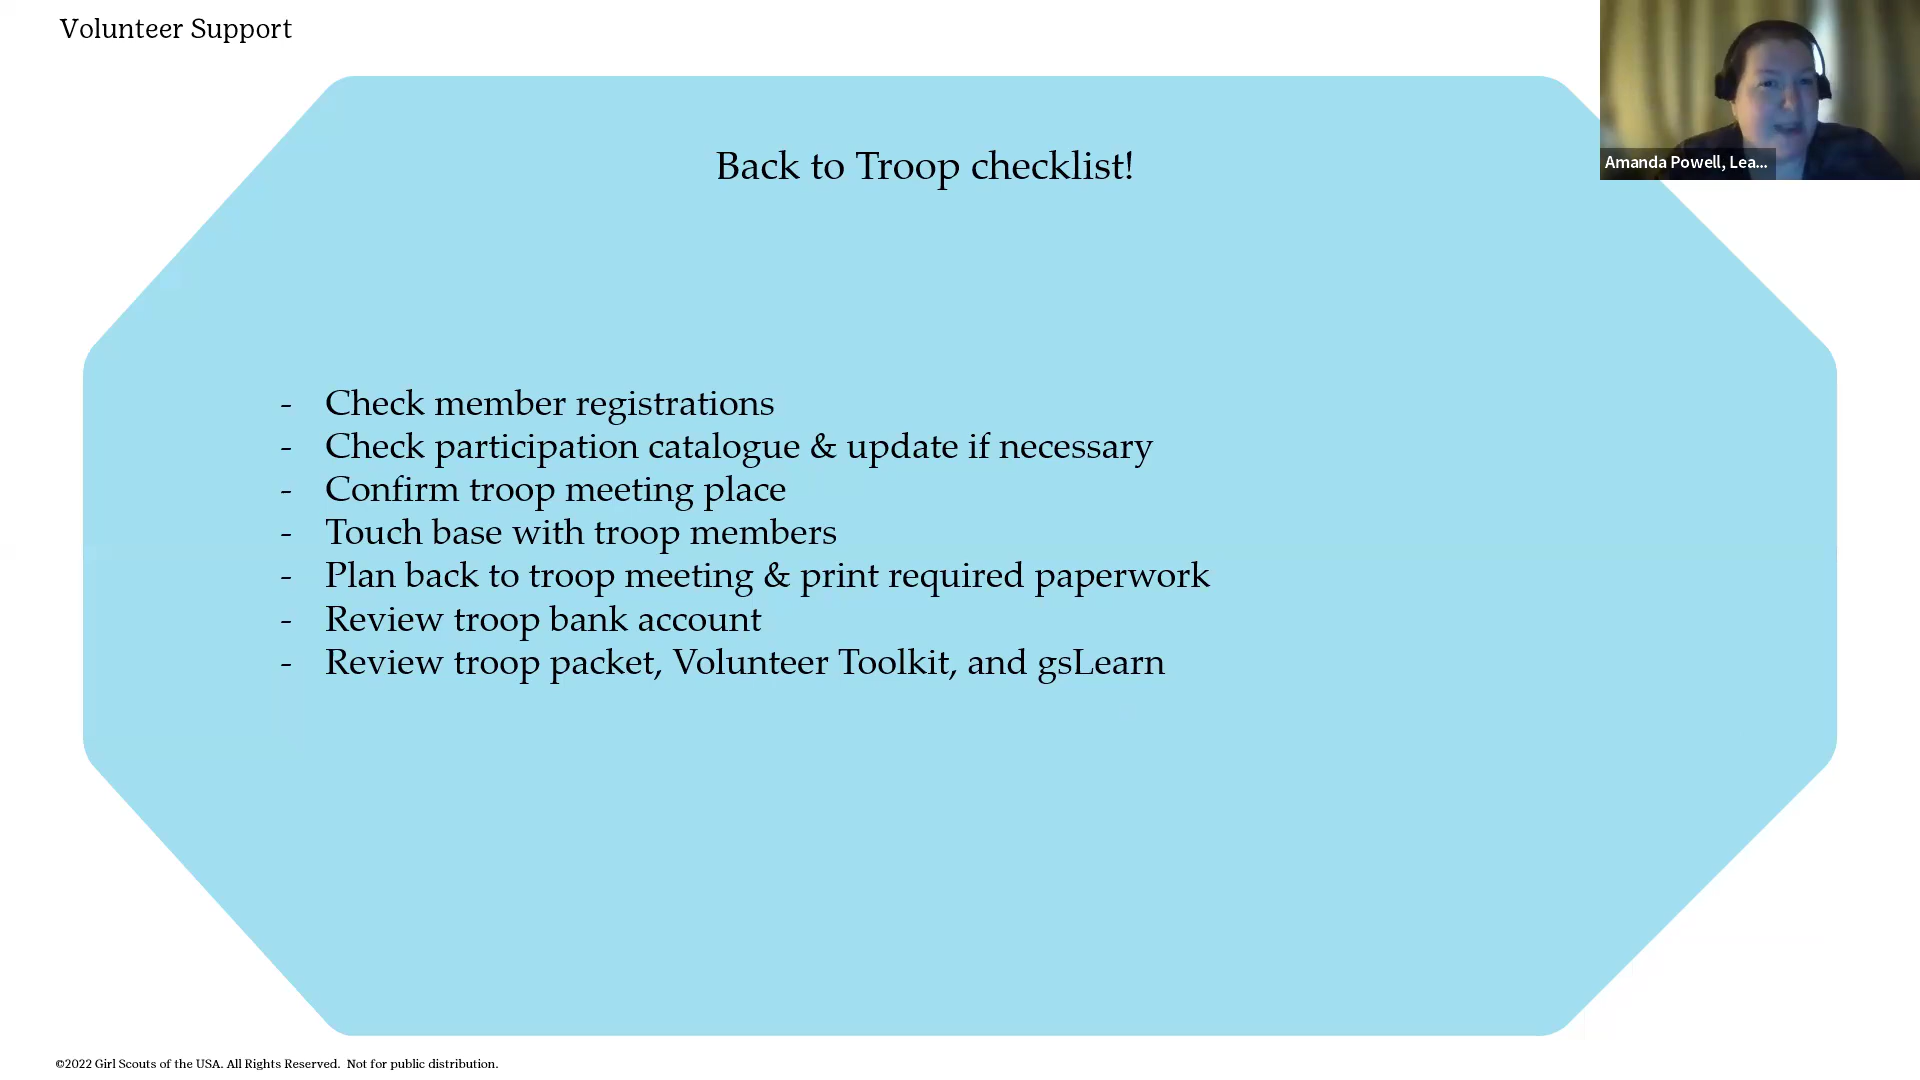 Volunteer Support
Amanda Powell, Lea...
Back to Troop checklist!
- Check member registrations
- Check participation catalogue & update if necessary
- Confirm troop meeting place
- Touch base with troop members
- Plan back to troop meeting & print required paperwork
- Review troop bank account
- Review troop packet, Volunteer Toolkit, and gsLearn
©2022 Girl Scouts of the USA. All Rights Reserved. Not for public distribution.